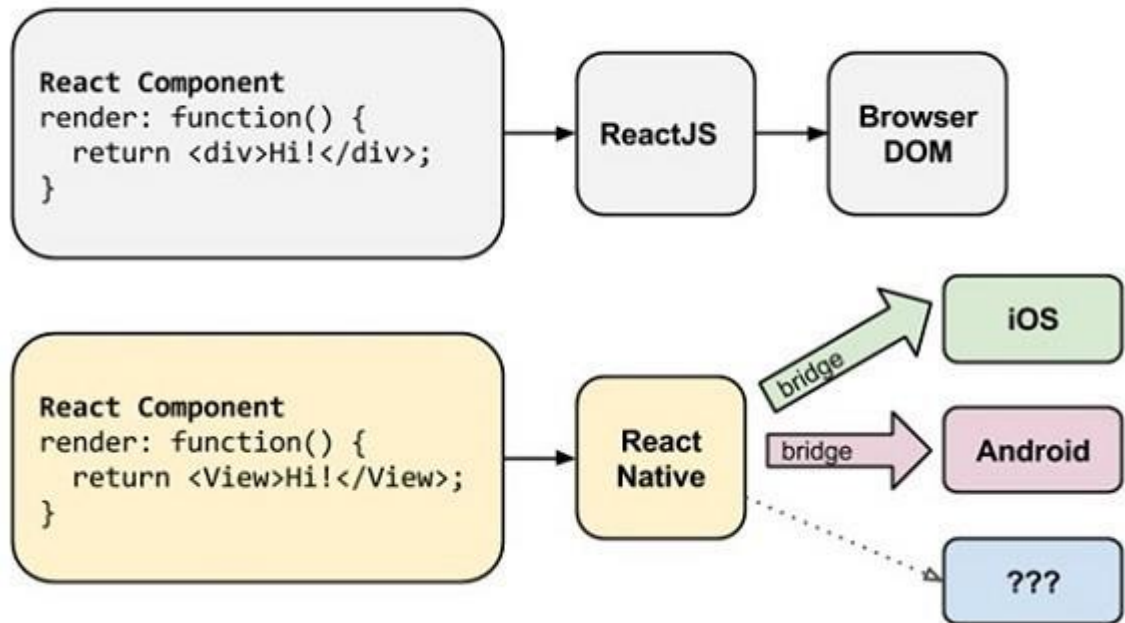 React Component
render: function() {
  return <div>Hi!</div>;
}
ReactJS
Browser
DOM
React Component
render: function() {
  return <View>Hi!</View>;
}
React
Native
bridge
iOS
bridge
Android
???